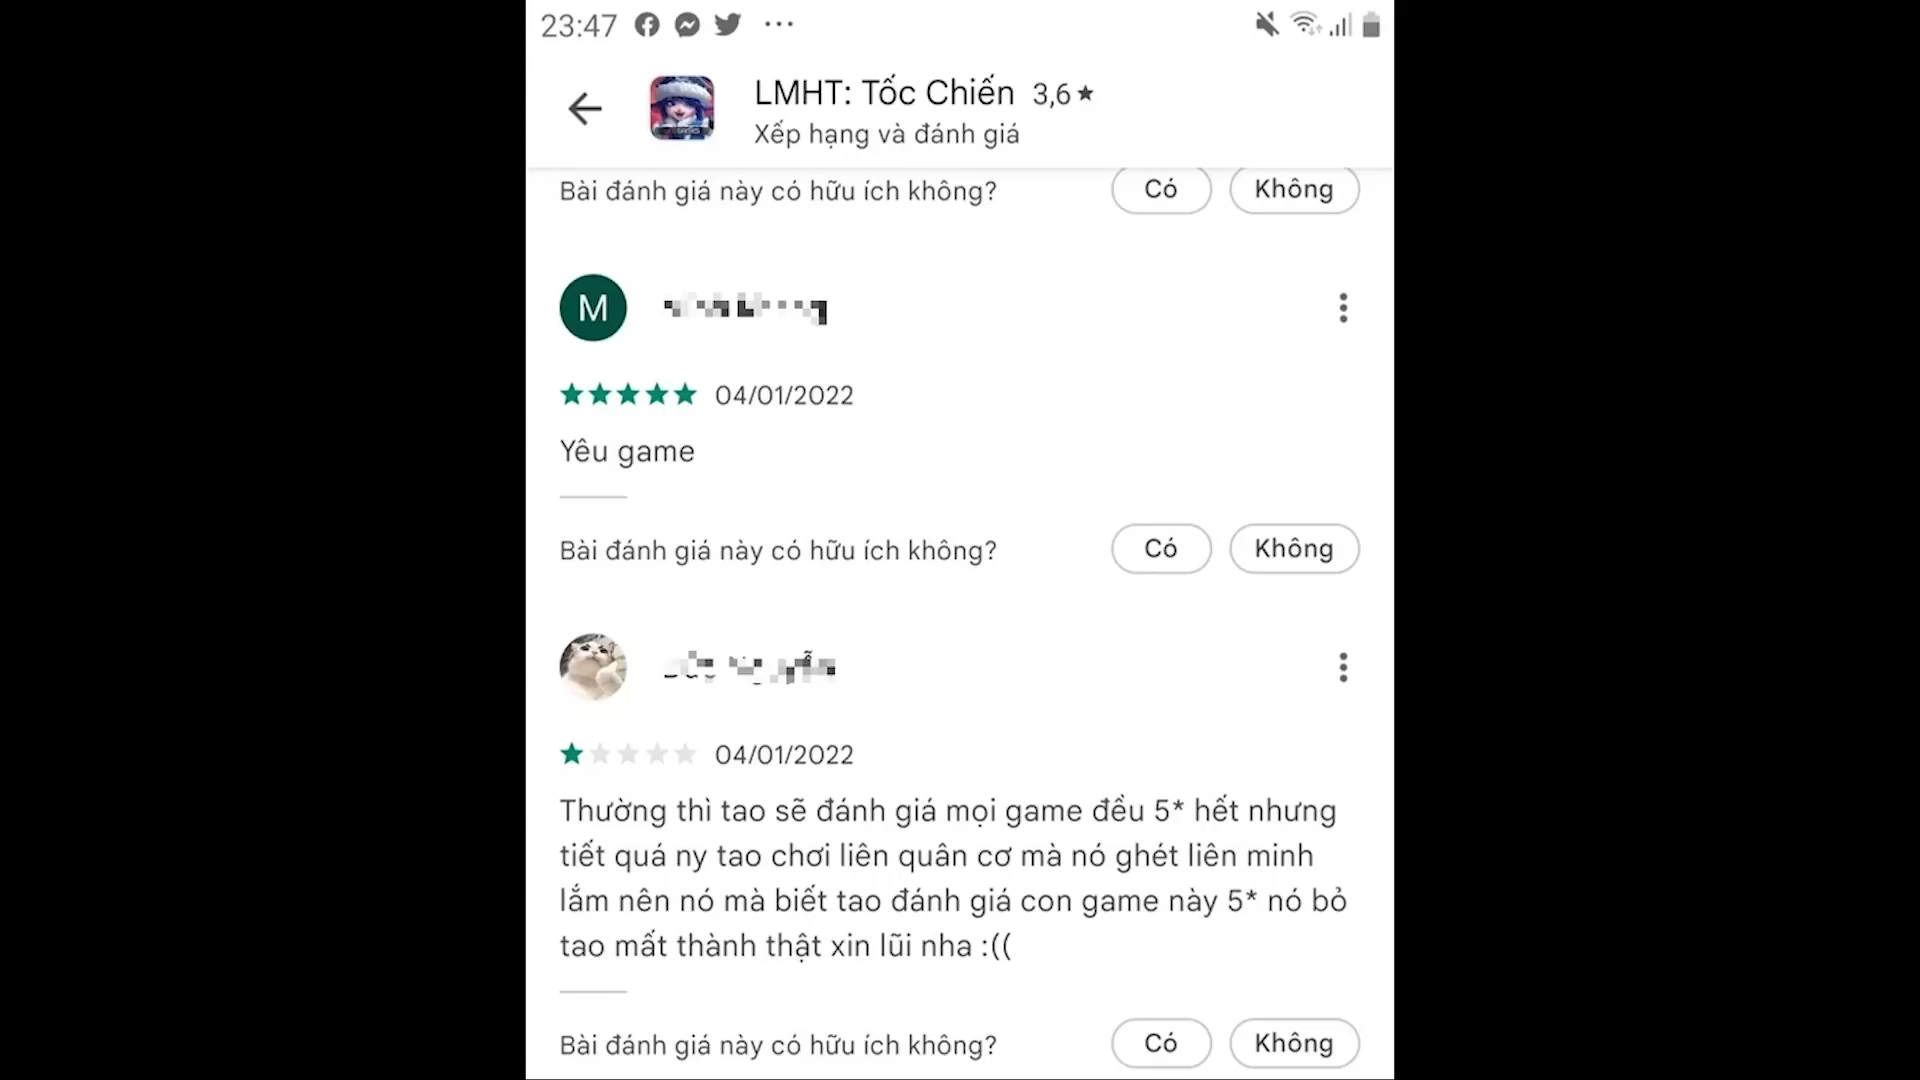 23:47
LMHT: Tốc Chiến 3,6★
Xếp hạng và đánh giá
Bài đánh giá này có hữu ích không? Có Không
M
04/01/2022
Yêu game
Bài đánh giá này có hữu ích không? Có Không
04/01/2022
Thường thì tao sẽ đánh giá mọi game đều 5* hết nhưng
tiết quá ny tao chơi liên quân cơ mà nó ghét liên minh
lắm nên nó mà biết tao đánh giá con game này 5* nó bỏ
tao mất thành thật xin lũi nha :((
Bài đánh giá này có hữu ích không? Có Không